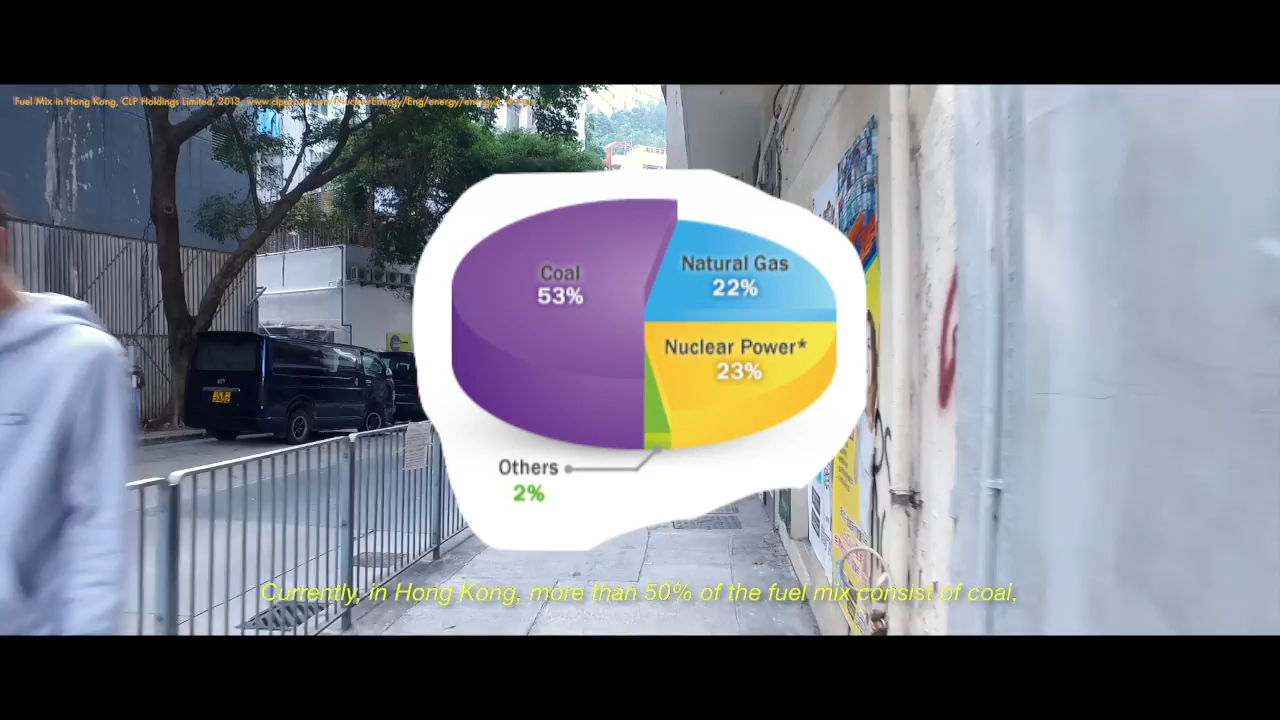 Fuel Mix in Hong Kong, CLP Holdings Limited, 2013
Coal
53%
Natural Gas
22%
Nuclear Power*
23%
Others
2%
Currently, in Hong Kong, more than 50% of the fuel mix consist of coal,